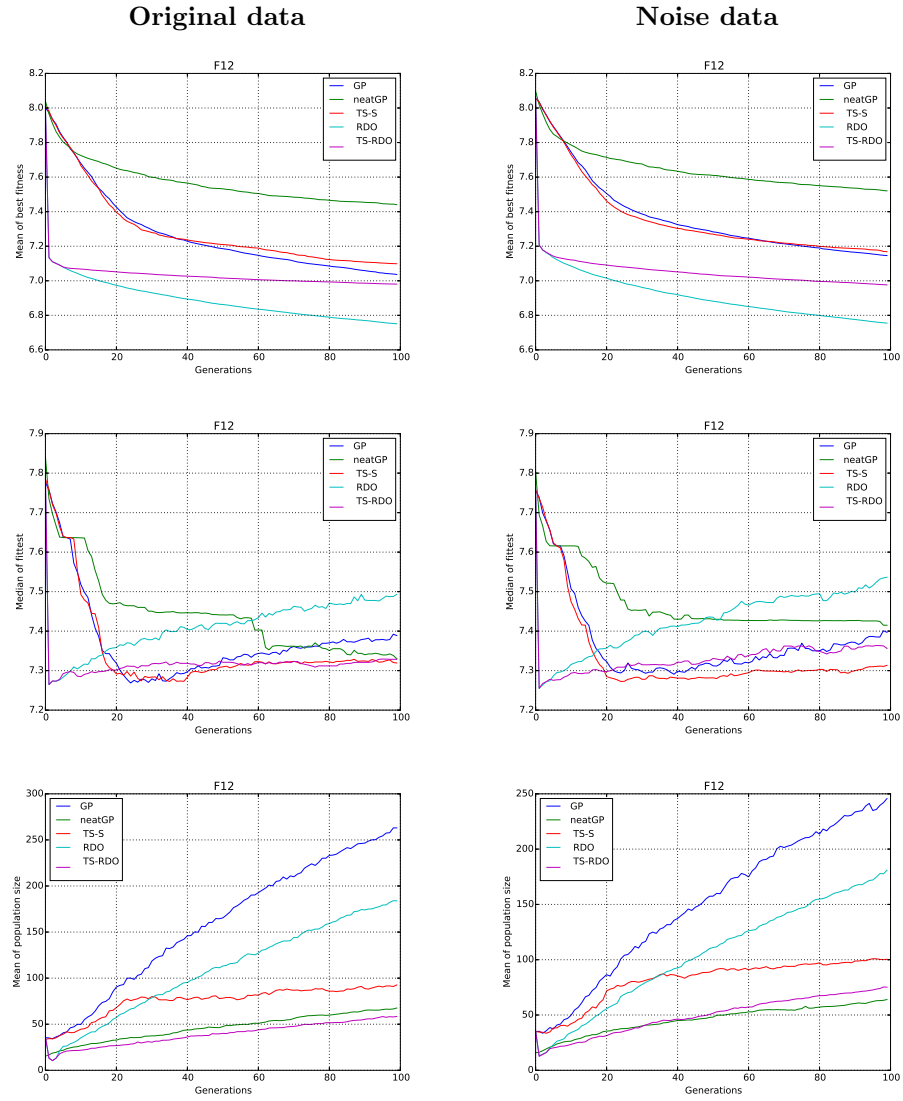 Original data
Noise data
F12
8.2
8.0
7.8
7.6
7.4
7.2
7.0
6.8
6.6
Mean of best fitness
0
20
40
60
80
100
Generations
GP
neatGP
TS-S
RDO
TS-RDO
F12
8.2
8.0
7.8
7.6
7.4
7.2
7.0
6.8
6.6
Mean of best fitness
0
20
40
60
80
100
Generations
GP
neatGP
TS-S
RDO
TS-RDO
F12
7.9
7.8
7.7
7.6
7.5
7.4
7.3
7.2
Median of fittest
0
20
40
60
80
100
Generations
GP
neatGP
TS-S
RDO
TS-RDO
F12
7.9
7.8
7.7
7.6
7.5
7.4
7.3
7.2
Median of fittest
0
20
40
60
80
100
Generations
GP
neatGP
TS-S
RDO
TS-RDO
F12
300
250
200
150
100
50
0
Mean of population size
0
20
40
60
80
100
Generations
GP
neatGP
TS-S
RDO
TS-RDO
F12
250
200
150
100
50
0
Mean of population size
0
20
40
60
80
100
Generations
GP
neatGP
TS-S
RDO
TS-RDO